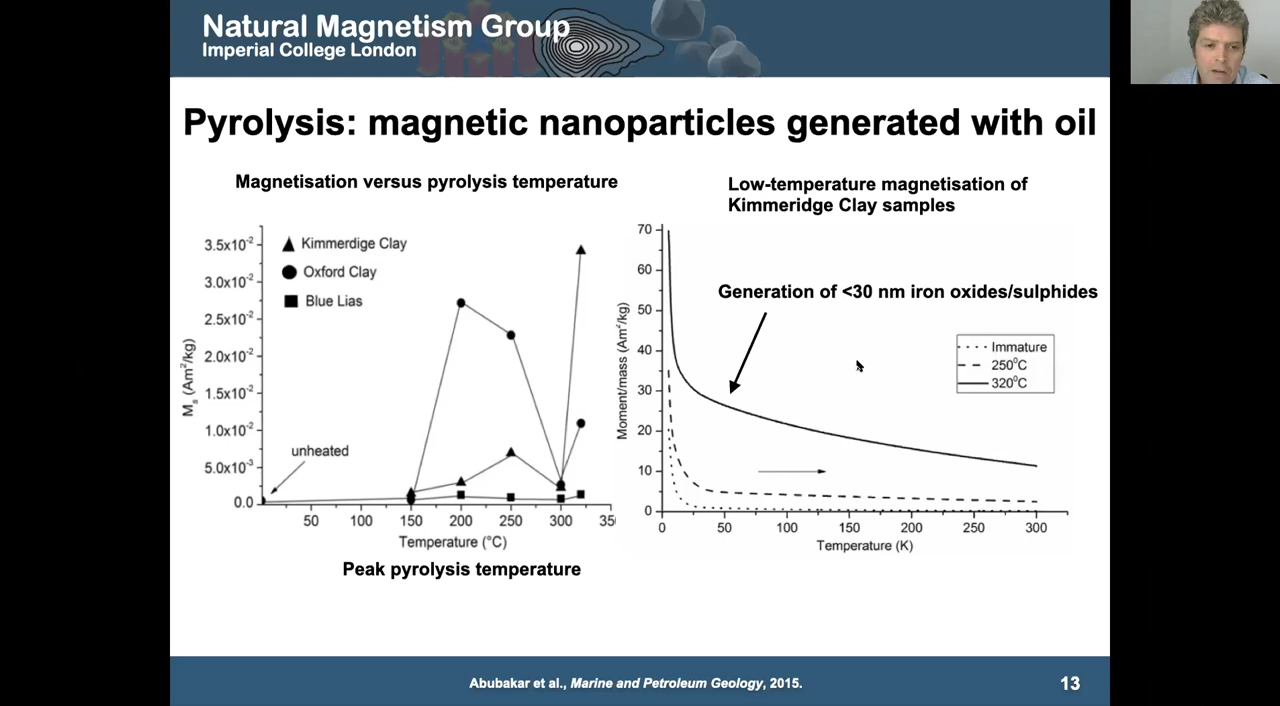 Natural Magnetism Group
Imperial College London
Pyrolysis: magnetic nanoparticles generated with oil
Magnetisation versus pyrolysis temperature
3.5x10⁻²
3.0x10⁻²
2.5x10⁻²
2.0x10⁻²
1.5x10⁻²
1.0x10⁻²
5.0x10⁻³
0.0
Mₛ (Am²/kg)
Kimmerdige Clay
Oxford Clay
Blue Lias
unheated
50 100 150 200 250 300 35
Temperature (°C)
Peak pyrolysis temperature
Low-temperature magnetisation of
Kimmeridge Clay samples
70
60
50
40
30
20
10
0
Moment/mass (Am²/kg)
Generation of <30 nm iron oxides/sulphides
Immature
250⁰C
320⁰C
0 50 100 150 200 250 300
Temperature (K)
Abubakar et al., Marine and Petroleum Geology, 2015.
13